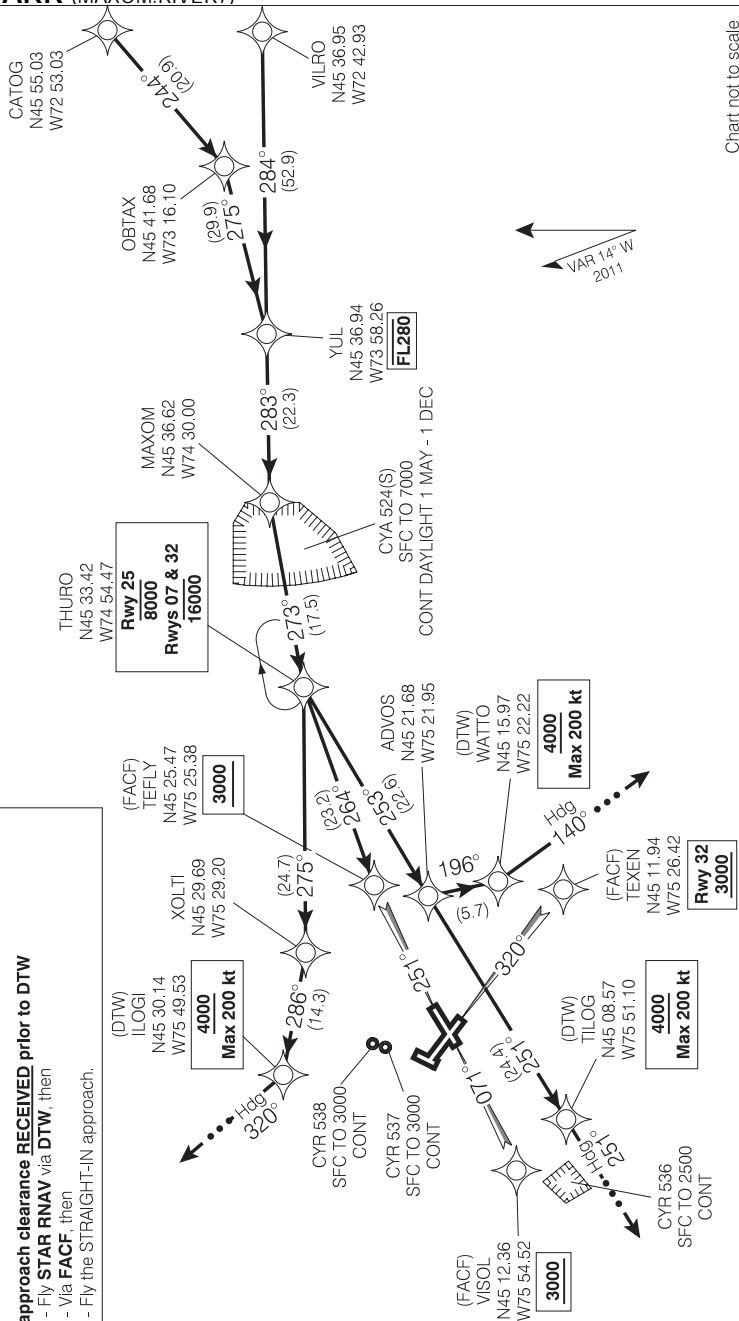 (MAXOM.RIVER7)
approach clearance RECEIVED prior to DTW
- Fly STAR RNAV via DTW, then
- Via FACF, then
- Fly the STRAIGHT-IN approach.
CATOG
N45 55.03
W72 53.03
244°
(20.9)
VILRO
N45 36.95
W72 42.93
284°
(52.9)
OBTAX
N45 41.68
W73 16.10
(29.9)
275°
YUL
N45 36.94
W73 58.26
FL280
283°
(22.3)
MAXOM
N45 36.62
W74 30.00
CYA 524(S)
SFC TO 7000
CONT DAYLIGHT 1 MAY - 1 DEC
273°
(17.5)
THURO
N45 33.42
W74 54.47
Rwy 25
8000
Rwys 07 & 32
16000
VAR 14° W
2011
Chart not to scale
(FACF)
TEFLY
N45 25.47
W75 25.38
3000
(23.2)
264°
253°
(22.6)
ADVOS
N45 21.68
W75 21.95
(DTW)
WATTO
N45 15.97
W75 22.22
4000
Max 200 kt
196°
(5.7)
Hdg
140°
XOLTI
N45 29.69
W75 29.20
(24.7)
275°
(DTW)
ILOGI
N45 30.14
W75 49.53
4000
Max 200 kt
286°
(14.3)
Hdg
320°
CYR 538
SFC TO 3000
CONT
CYR 537
SFC TO 3000
CONT
251°
071°
320°
(FACF)
TEXEN
N45 11.94
W75 26.42
Rwy 32
3000
251°
(24.4)
(DTW)
TILOG
N45 08.57
W75 51.10
4000
Max 200 kt
Hdg
251°
CYR 536
SFC TO 2500
CONT
(FACF)
VISOL
N45 12.36
W75 54.52
3000